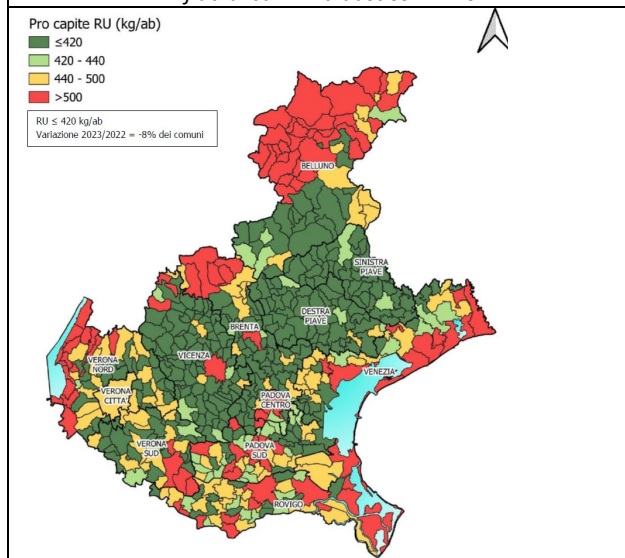 Pro capite RU (kg/ab)
≤420
420 - 440
440 - 500
>500
RU ≤ 420 kg/ab
Variazione 2023/2022 = -8% dei comuni
BELLUNO
SINISTRA
PIAVE
DESTRA
PIAVE
BRENTA
VICENZA
VENEZIA
VERONA
NORD
VERONA
CITTA'
PADOVA
CENTRO
VERONA
SUD
PADOVA
SUD
ROVIGO